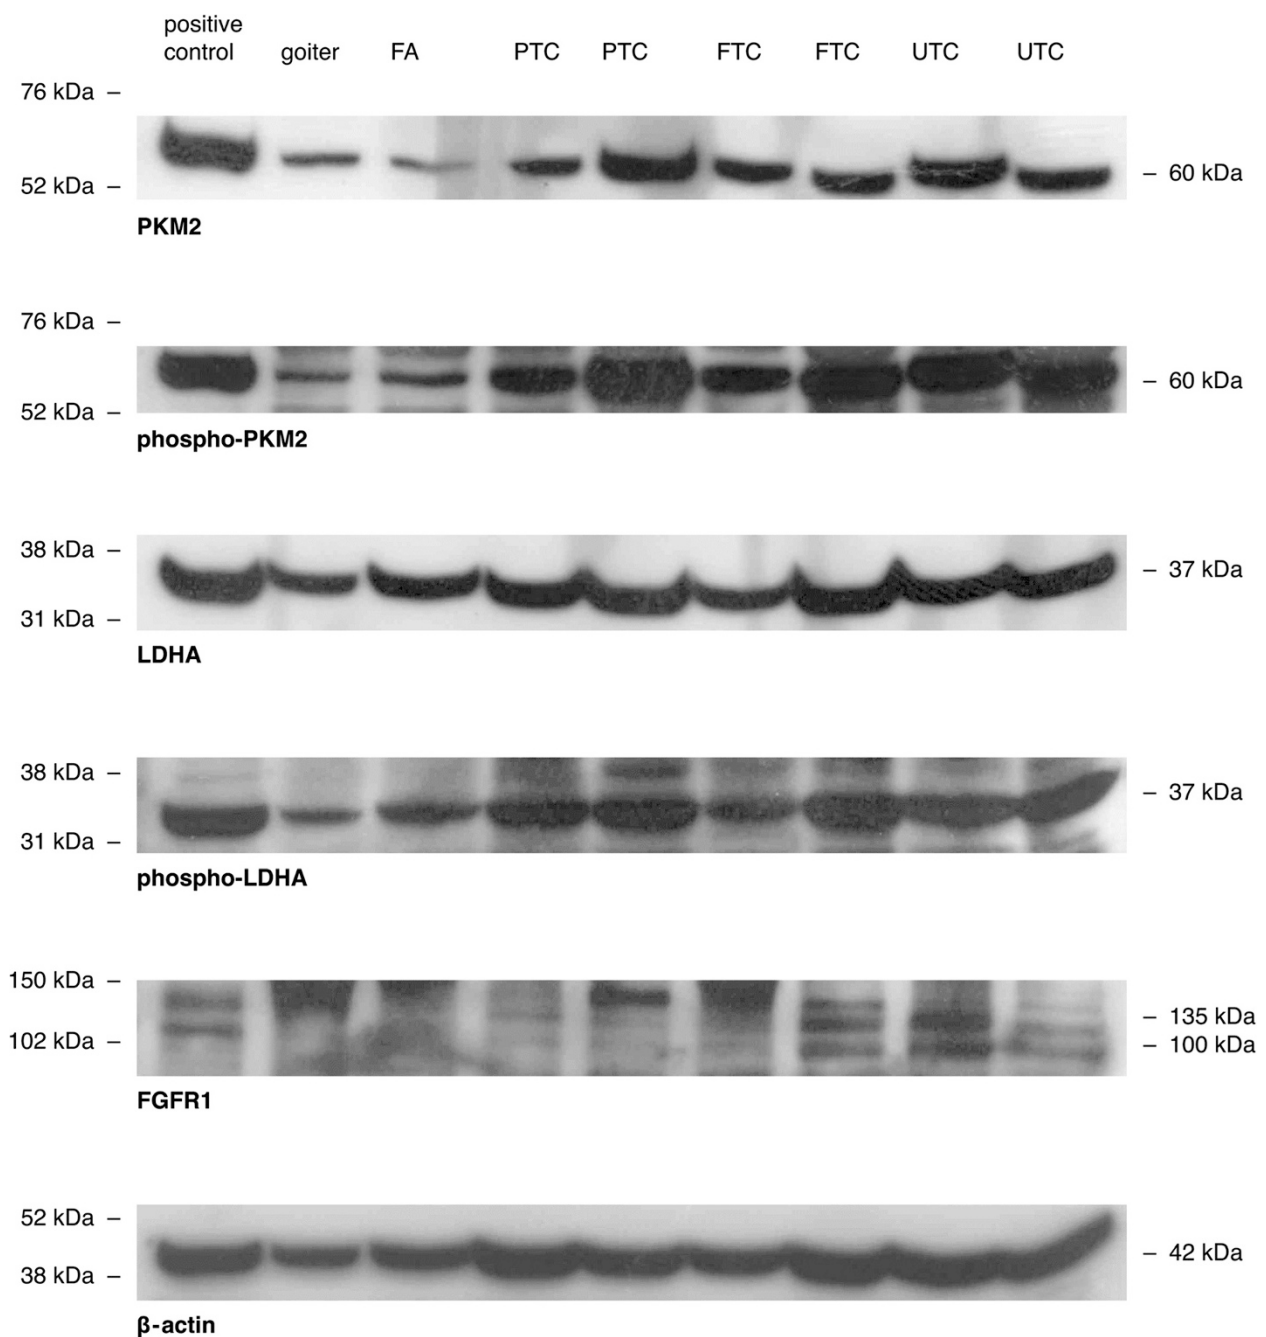 positive
control goiter FA PTC PTC FTC FTC UTC UTC
76 kDa –
52 kDa –
– 60 kDa
PKM2
76 kDa –
52 kDa –
– 60 kDa
phospho-PKM2
38 kDa –
31 kDa –
– 37 kDa
LDHA
38 kDa –
31 kDa –
– 37 kDa
phospho-LDHA
150 kDa –
102 kDa –
– 135 kDa
– 100 kDa
FGFR1
52 kDa –
38 kDa –
– 42 kDa
β-actin